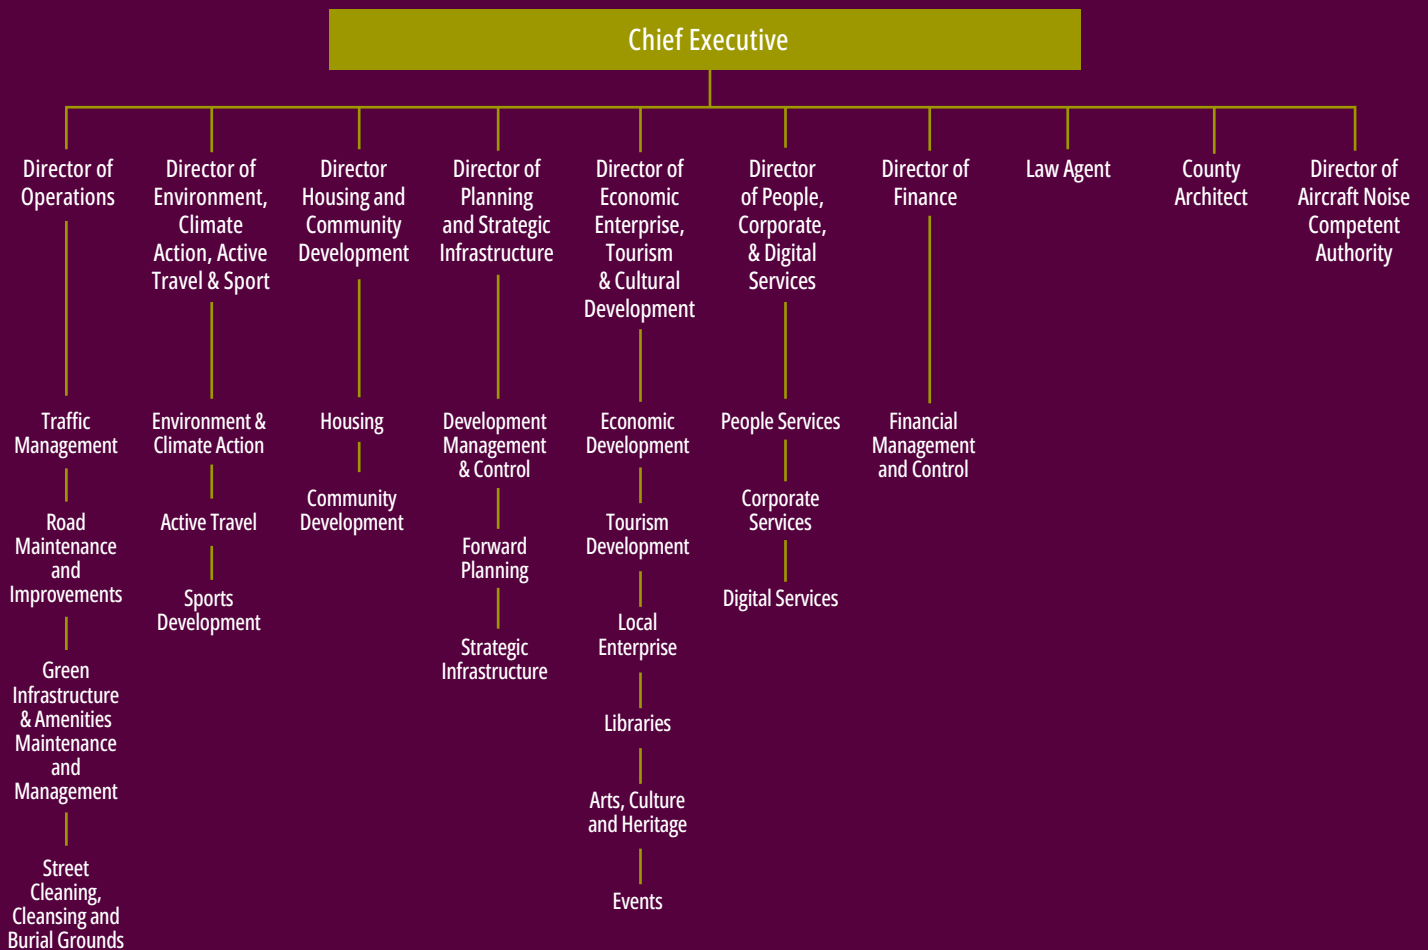 Chief Executive
Director of
Operations
Director of
Environment,
Climate
Action, Active
Travel & Sport
Director
Housing and
Community
Development
Director of
Planning
and Strategic
Infrastructure
Director of
Economic
Enterprise,
Tourism
& Cultural
Development
Director
of People,
Corporate,
& Digital
Services
Director of
Finance
Law Agent
County
Architect
Director of
Aircraft Noise
Competent
Authority
Traffic
Management
Road
Maintenance
and
Improvements
Green
Infrastructure
& Amenities
Maintenance
and
Management
Street
Cleaning,
Cleansing and
Burial Grounds
Environment &
Climate Action
Active Travel
Sports
Development
Housing
Community
Development
Development
Management
& Control
Forward
Planning
Strategic
Infrastructure
Economic
Development
Tourism
Development
Local
Enterprise
Libraries
Arts, Culture
and Heritage
Events
People Services
Corporate
Services
Digital Services
Financial
Management
and Control